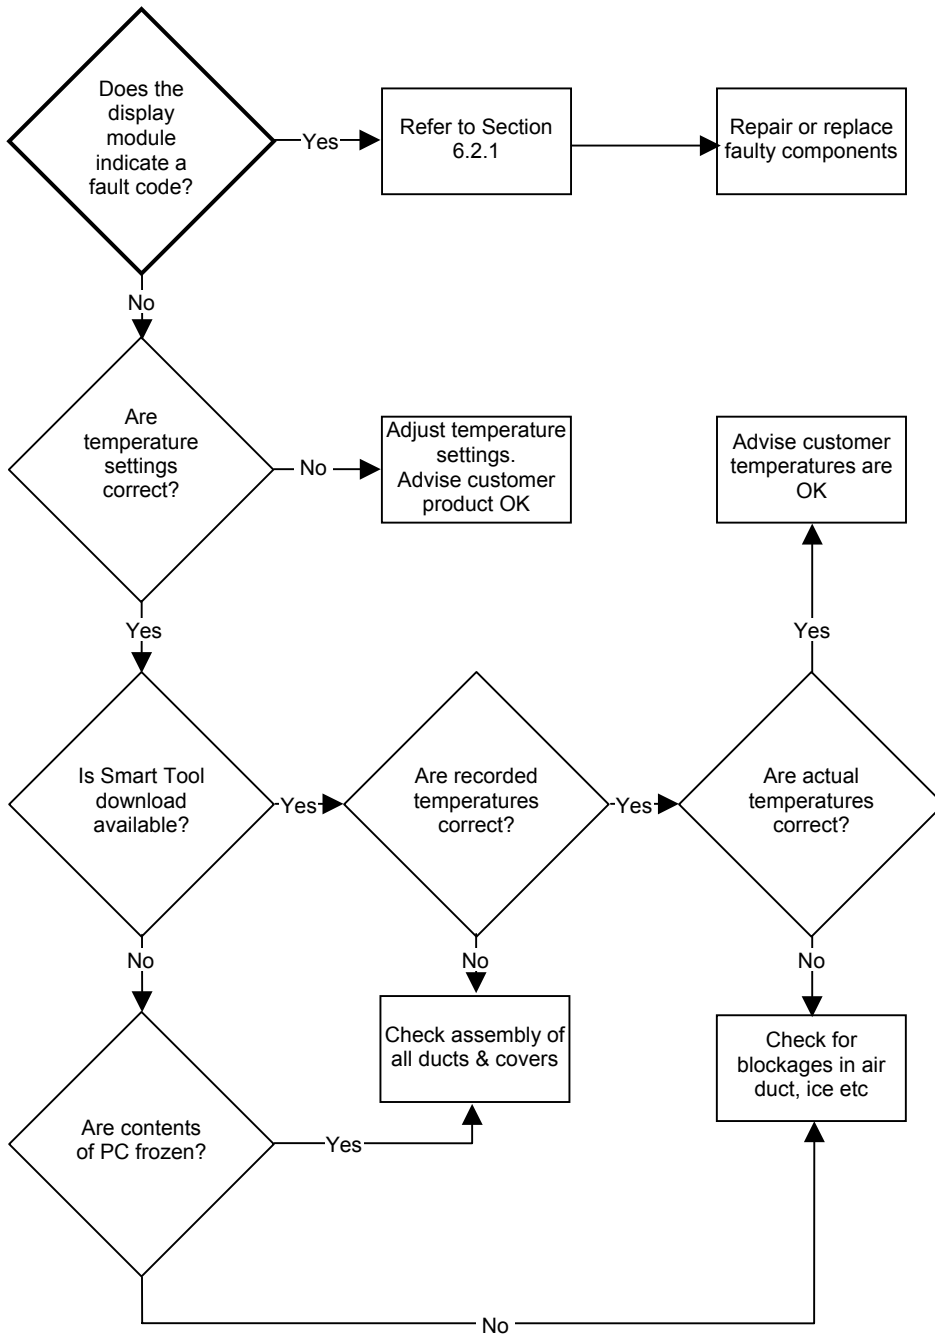 Does the
display
module
indicate a
fault code?
Yes
Refer to Section
6.2.1
Repair or replace
faulty components
No
Are
temperature
settings
correct?
No
Adjust temperature
settings.
Advise customer
product OK
Advise customer
temperatures are
OK
Yes
Yes
Is Smart Tool
download
available?
Yes
Are recorded
temperatures
correct?
Yes
Are actual
temperatures
correct?
No
No
No
Check assembly of
all ducts & covers
Check for
blockages in air
duct, ice etc
Are contents
of PC frozen?
Yes
No